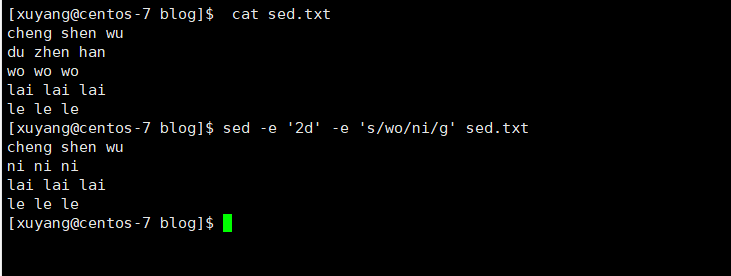 [xuyang@centos-7 blog]$  cat sed.txt
cheng shen wu
du zhen han
wo wo wo
lai lai lai
le le le
[xuyang@centos-7 blog]$ sed -e '2d' -e 's/wo/ni/g' sed.txt
cheng shen wu
ni ni ni
lai lai lai
le le le
[xuyang@centos-7 blog]$